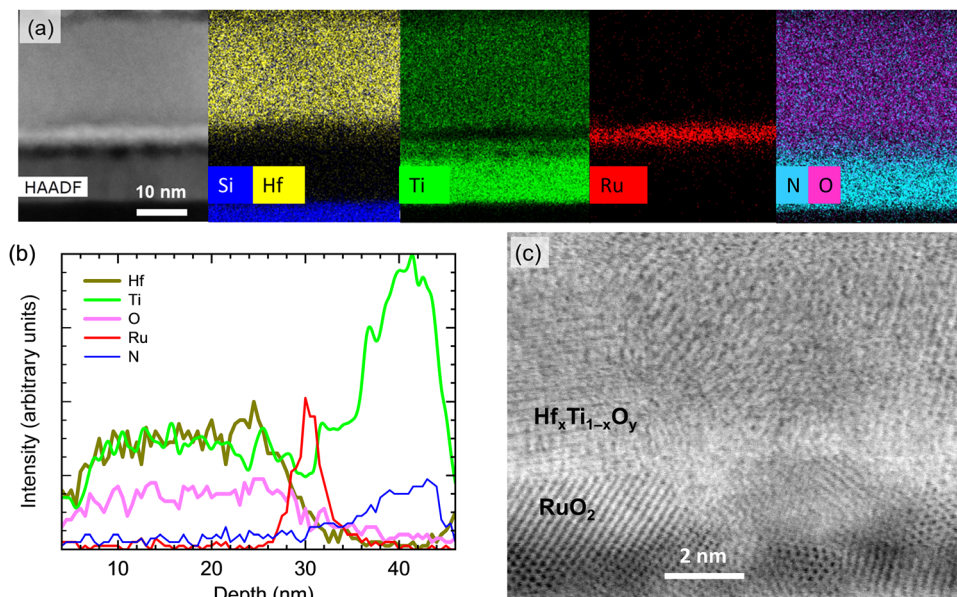 (a)
HAADF
10 nm
Si Hf
Ti
Ru
N O
(b)
Hf
Ti
O
Ru
N
Intensity (arbitrary units)
10 20 30 40
Depth (nm)
(c)
HfₓTi₁₋ₓOᵧ
RuO₂
2 nm